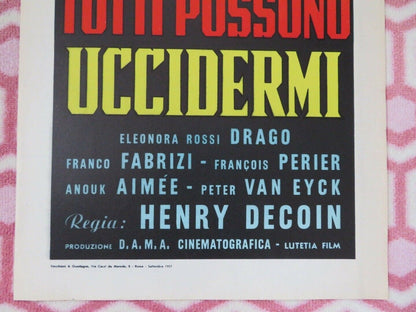 TUTTI POSSONO
UCCIDERMI
ELEONORA ROSSI DRAGO
FRANCO FABRIZI - FRANÇOIS PERIER
ANOUK AIMÉE - PETER VAN EYCK
Regia: HENRY DECOIN
PRODUZIONE D.A.M.A. CINEMATOGRAFICA - LUTETIA FILM